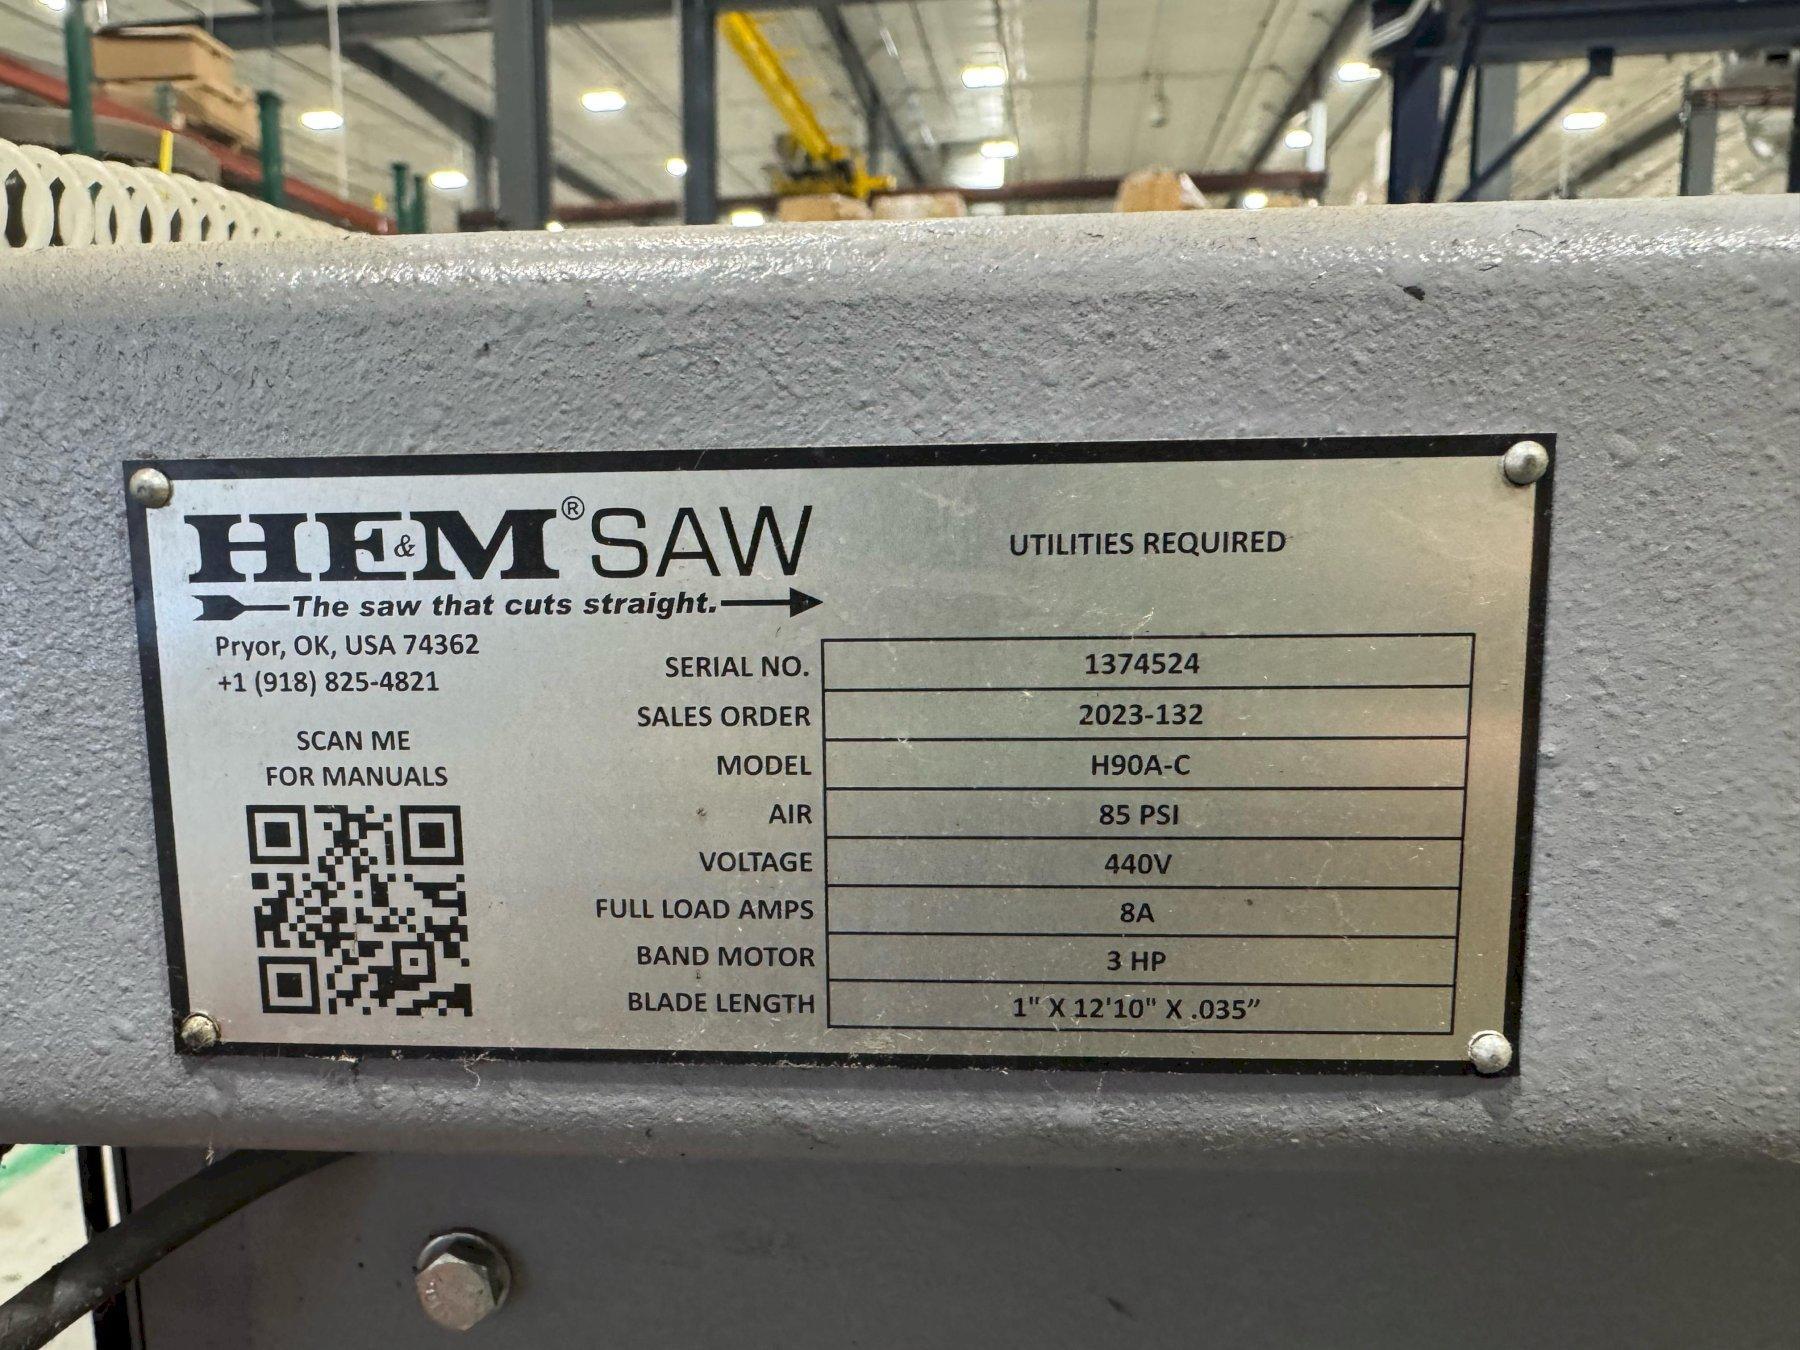 HE&M® SAW
The saw that cuts straight.
Pryor, OK, USA 74362
+1 (918) 825-4821
SCAN ME
FOR MANUALS
UTILITIES REQUIRED
SERIAL NO. 1374524
SALES ORDER 2023-132
MODEL H90A-C
AIR 85 PSI
VOLTAGE 440V
FULL LOAD AMPS 8A
BAND MOTOR 3 HP
BLADE LENGTH 1" X 12'10" X .035”